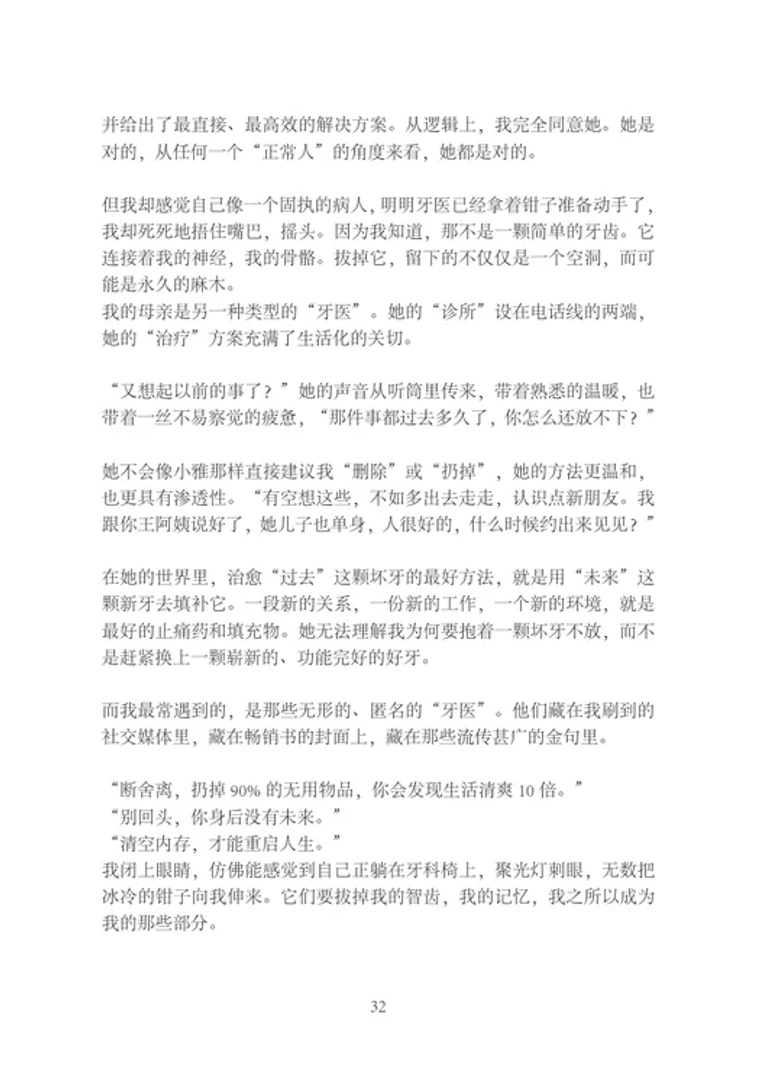 并给出了最直接、最高效的解决方案。从逻辑上，我完全同意她。她是
对的，从任何一个“正常人”的角度来看，她都是对的。
但我却感觉自己像一个固执的病人，明明牙医已经拿着钳子准备动手了，
我却死死地捂住嘴巴，摇头。因为我知道，那不是一颗简单的牙齿。它
连接着我的神经，我的骨骼。拔掉它，留下的不仅仅是一个空洞，而可
能是永久的麻木。
我的母亲是另一种类型的“牙医”。她的“诊所”设在电话线的两端，
她的“治疗”方案充满了生活化的关切。
“又想起以前的事了？”她的声音从听筒里传来，带着熟悉的温暖，也
带着一丝不易察觉的疲惫，“那件事都过去多久了，你怎么还放不下？”
她不会像小雅那样直接建议我“删除”或“扔掉”，她的方法更温和，
也更具有渗透性。“有空想这些，不如多出去走走，认识点新朋友。我
跟你王阿姨说好了，她儿子也单身，人很好的，什么时候约出来见见？”
在她的世界里，治愈“过去”这颗坏牙的最好方法，就是用“未来”这
颗新牙去填补它。一段新的关系，一份新的工作，一个新的环境，就是
最好的止痛药和填充物。她无法理解我为何要抱着一颗坏牙不放，而不
是赶紧换上一颗崭新的、功能完好的好牙。
而我最常遇到的，是那些无形的、匿名的“牙医”。他们藏在我刷到的
社交媒体里，藏在畅销书的封面上，藏在那些流传甚广的金句里。
“断舍离，扔掉 90% 的无用物品，你会发现生活清爽 10 倍。”
“别回头，你身后没有未来。”
“清空内存，才能重启人生。”
我闭上眼睛，仿佛能感觉到自己正躺在牙科椅上，聚光灯刺眼，无数把
冰冷的钳子向我伸来。它们要拔掉我的智齿，我的记忆，我之所以成为
我的那些部分。
32